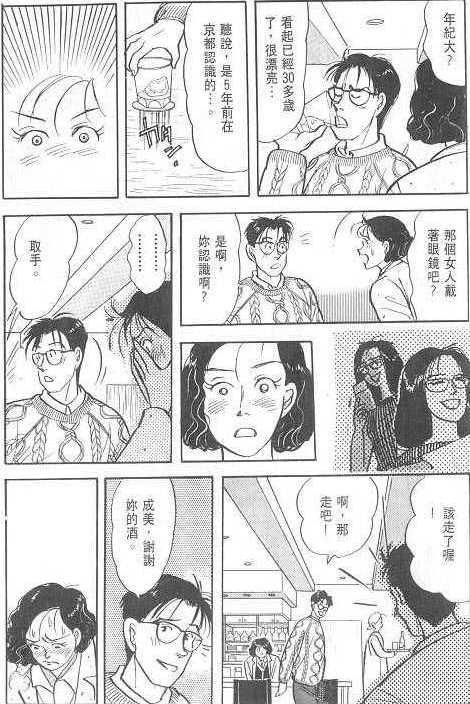 年紀大？
看起已經30多歲
了，很漂亮…
聽說，是5年前在
京都認識的…。
那個女人戴
著眼鏡吧？
是啊，
妳認識啊？
………
………
取手。
該走了喔
！
啊，那
走吧！
成美，謝謝
妳的酒。